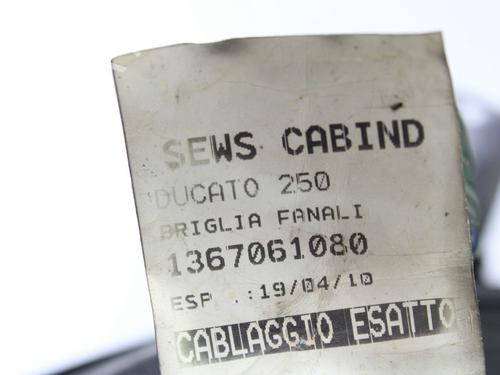 SEWS CABIND
DUCATO 250
BRIGLIA FANALI
1367061080
ESP .:19/04/10
CABLAGGIO ESATTO